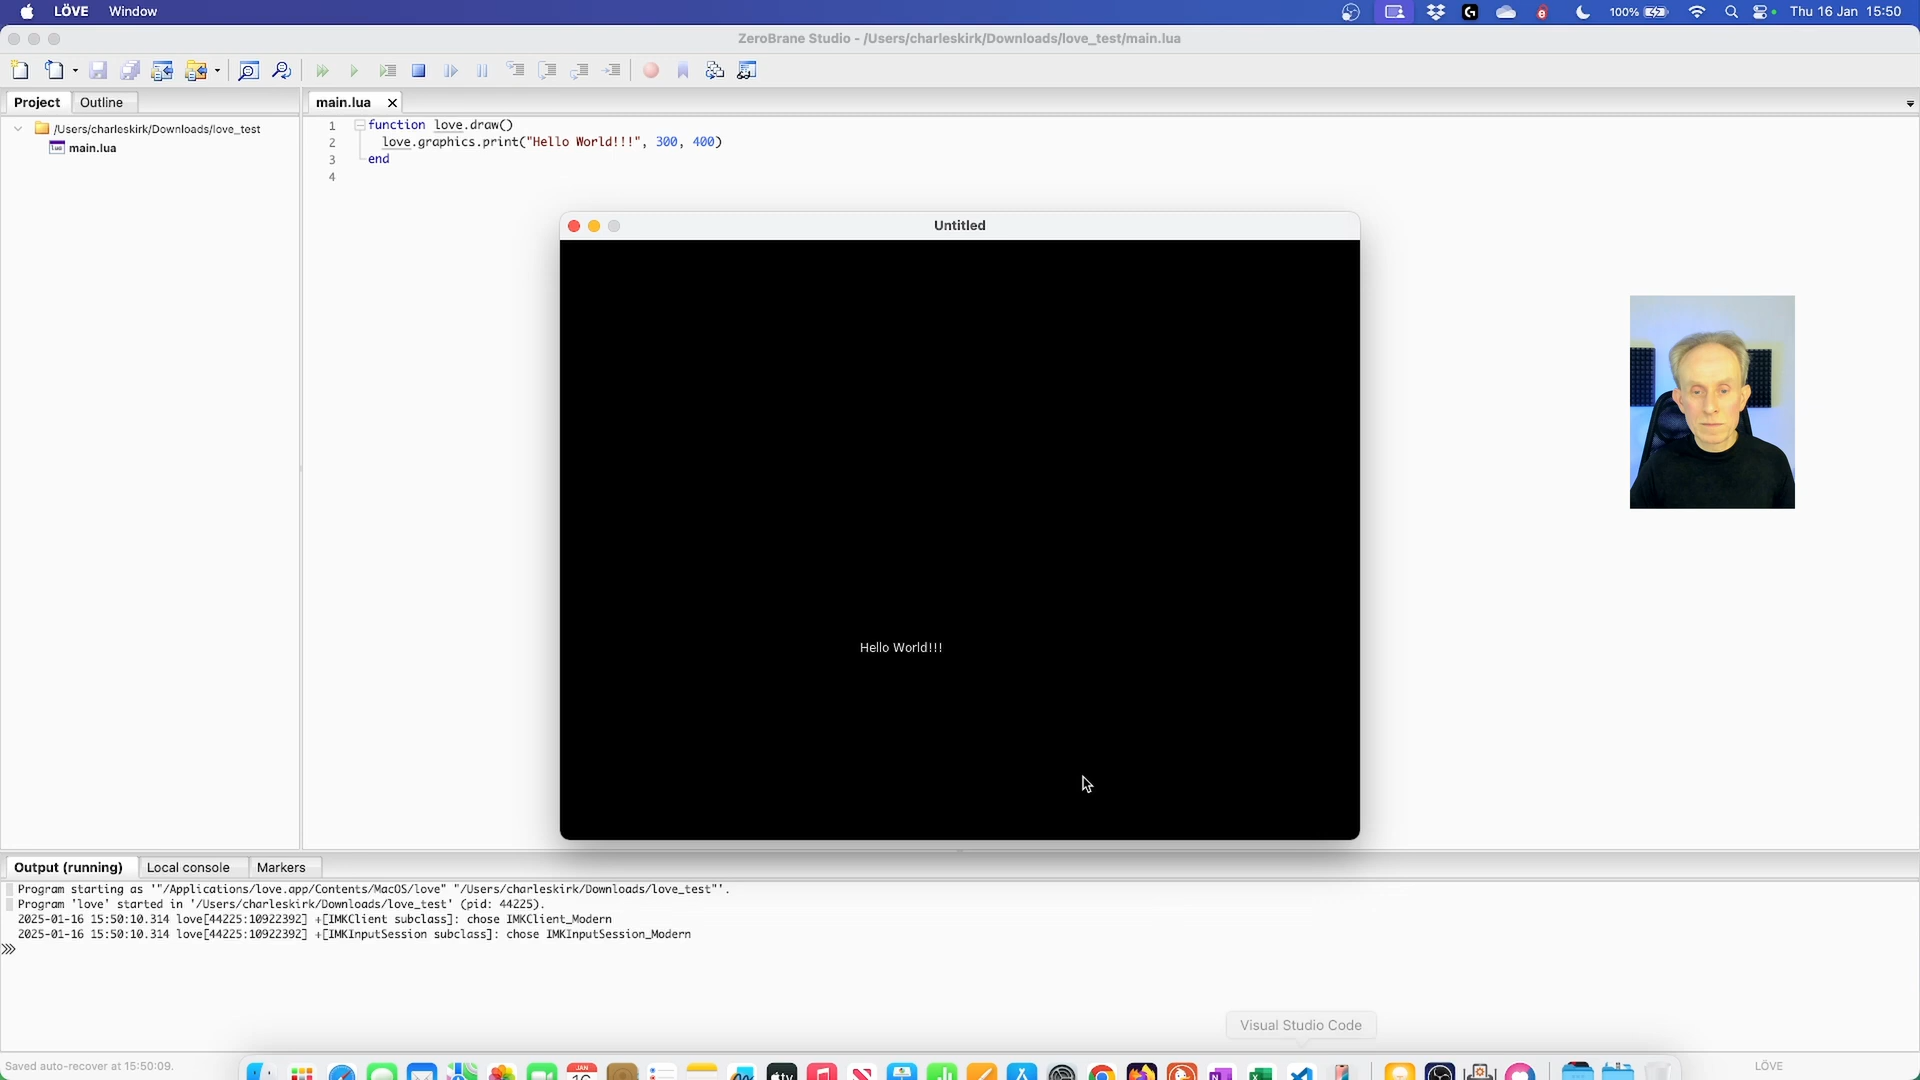 LÖVE Window 100% Thu 16 Jan 15:50
ZeroBrane Studio - /Users/charleskirk/Downloads/love_test/main.lua
Project Outline main.lua
/Users/charleskirk/Downloads/love_test
main.lua
1 function love.draw()
2 love.graphics.print("Hello World!!!", 300, 400)
3 end
4
Untitled
Hello World!!!
Output (running) Local console Markers
Program starting as '"/Applications/love.app/Contents/MacOS/love" "/Users/charleskirk/Downloads/love_test"'.
Program 'love' started in '/Users/charleskirk/Downloads/love_test' (pid: 44225).
2025-01-16 15:50:10.314 love[44225:10922392] +[IMKClient subclass]: chose IMKClient_Modern
2025-01-16 15:50:10.314 love[44225:10922392] +[IMKInputSession subclass]: chose IMKInputSession_Modern
Visual Studio Code
Saved auto-recover at 15:50:09.
LÖVE
JAN
tv